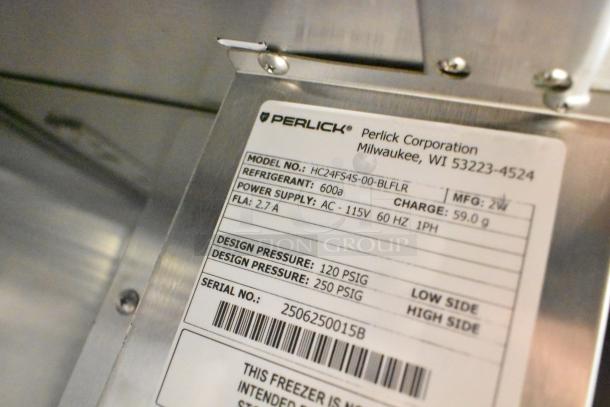 PERLICK® Perlick Corporation
Milwaukee, WI 53223-4524
MODEL NO.: HC24FS4S-00-BLFLR
REFRIGERANT: 600a CHARGE: 59.0 g MFG: 2W
POWER SUPPLY: AC - 115V 60 HZ 1PH
FLA: 2.7 A
DESIGN PRESSURE: 120 PSIG LOW SIDE
DESIGN PRESSURE: 250 PSIG HIGH SIDE
SERIAL NO.: 2506250015B
THIS FREEZER IS
INTENDED
AUCTION GROUP